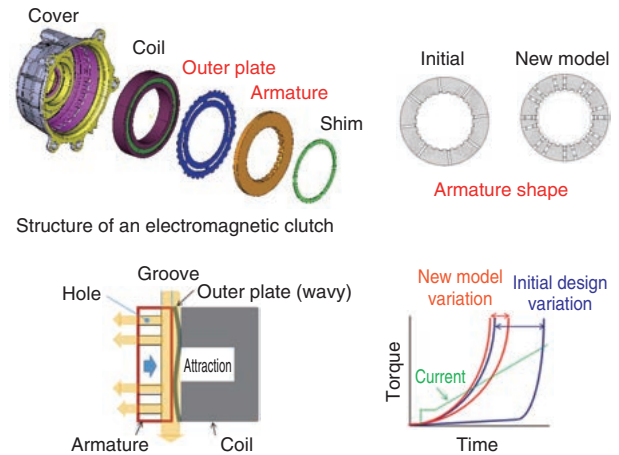 Cover
Coil
Outer plate
Armature
Shim
Structure of an electromagnetic clutch
Initial
New model
Armature shape
Groove
Hole
Outer plate (wavy)
Attraction
Armature
Coil
New model
variation
Initial design
variation
Current
Torque
Time